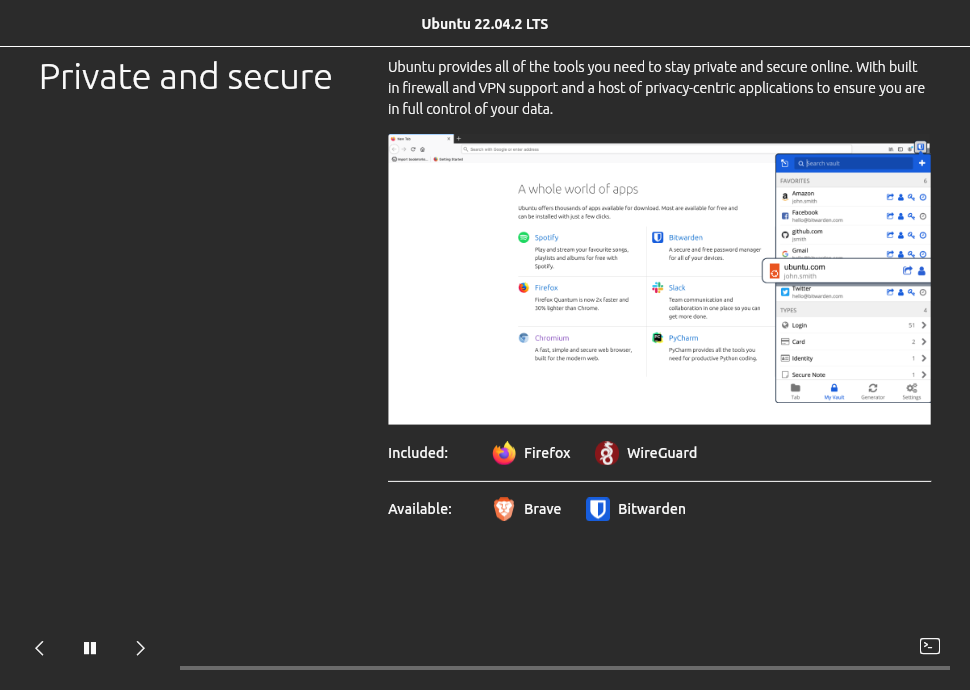 Ubuntu 22.04.2 LTS
Private and secure
Ubuntu provides all of the tools you need to stay private and secure online. With built
in firewall and VPN support and a host of privacy-centric applications to ensure you are
in full control of your data.
New Tab
Search with Google or enter address
Import bookmarks... Getting Started
A whole world of apps
Ubuntu offers thousands of apps available for download. Most are available for free and
can be installed with just a few clicks.
Spotify
Play and stream your favourite songs,
playlists and albums for free with
Spotify.
Bitwarden
A secure and free password manager
for all of your devices.
Firefox
FireFox Quantum is now 2x faster and
30% lighter than Chrome.
Slack
Team communication and
collaboration in one place so you can
get more done.
Chromium
A fast, simple and secure web browser,
built for the modern web.
PyCharm
PyCharm provides all the tools you
need for productive Python coding.
Search vault
FAVORITES 6
Amazon
john.smith
Facebook
hello@bitwarden.com
github.com
jsmith
Gmail
ubuntu.com
john.smith
Twitter
hello@bitwarden.com
TYPES 4
Login 51
Card 2
Identity 1
Secure Note 1
Tab My Vault Generator Settings
Included: Firefox WireGuard
Available: Brave Bitwarden